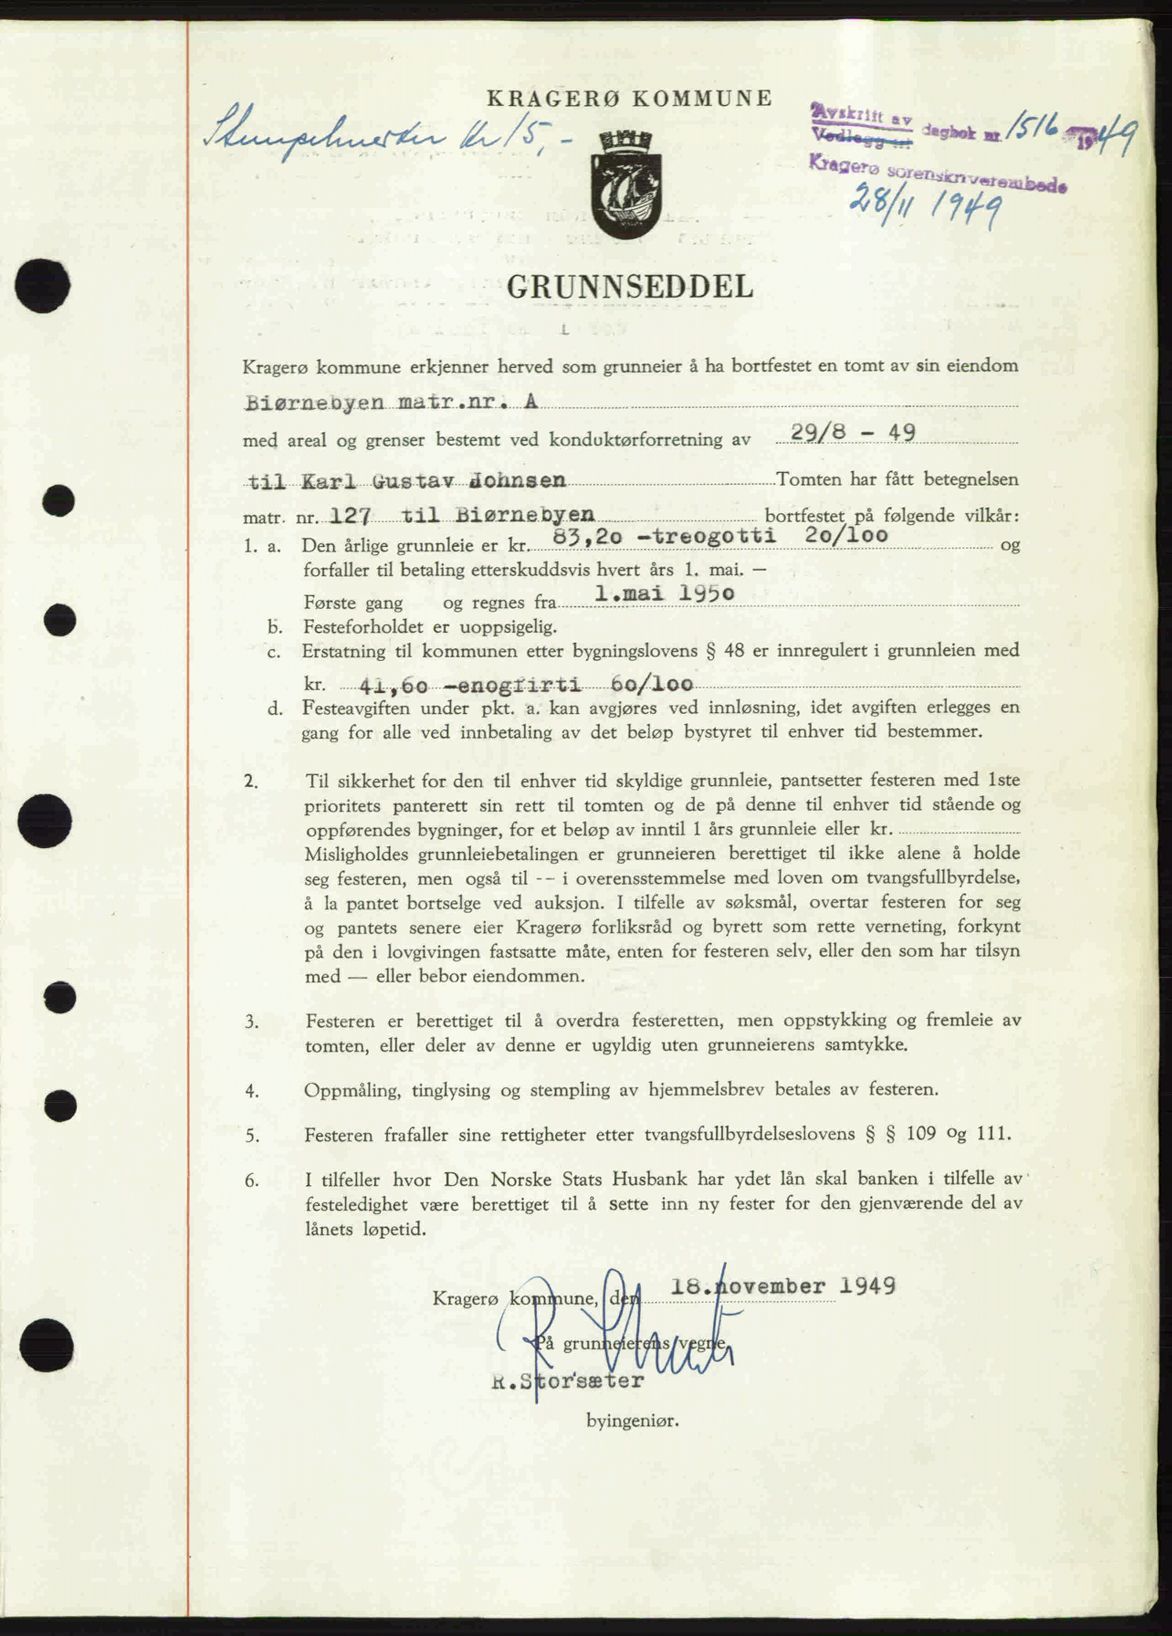 KRAGERØ KOMMUNE
Stempelmerker kr 15,-
Avskrift av dagbok nr. 1516 1949
Vedlegg til
Kragerø sorenskriverembede
28/11 1949
GRUNNSEDDEL
Kragerø kommune erkjenner herved som grunneier å ha bortfestet en tomt av sin eiendom
Biørnebyen matr.nr. A
med areal og grenser bestemt ved konduktørforretning av 29/8 - 49
til Karl Gustav Johnsen Tomten har fått betegnelsen
matr. nr. 127 til Biørnebyen bortfestet på følgende vilkår:
1. a. Den årlige grunnleie er kr. 83,20 -treogotti 20/100 og
forfaller til betaling etterskuddsvis hvert års 1. mai. —
Første gang og regnes fra 1.mai 1950
b. Festeforholdet er uoppsigelig.
c. Erstatning til kommunen etter bygningslovens § 48 er innregulert i grunnleien med
kr. 41,60 -enogfirti 60/100
d. Festeavgiften under pkt. a. kan avgjøres ved innløsning, idet avgiften erlegges en
gang for alle ved innbetaling av det beløp bystyret til enhver tid bestemmer.
2. Til sikkerhet for den til enhver tid skyldige grunnleie, pantsetter festeren med 1ste
prioritets panterett sin rett til tomten og de på denne til enhver tid stående og
oppførendes bygninger, for et beløp av inntil 1 års grunnleie eller kr.
Misligholdes grunnleiebetalingen er grunneieren berettiget til ikke alene å holde
seg festeren, men også til -- i overensstemmelse med loven om tvangsfullbyrdelse,
å la pantet bortselge ved auksjon. I tilfelle av søksmål, overtar festeren for seg
og pantets senere eier Kragerø forliksråd og byrett som rette verneting, forkynt
på den i lovgivingen fastsatte måte, enten for festeren selv, eller den som har tilsyn
med — eller bebor eiendommen.
3. Festeren er berettiget til å overdra festeretten, men oppstykking og fremleie av
tomten, eller deler av denne er ugyldig uten grunneierens samtykke.
4. Oppmåling, tinglysing og stempling av hjemmelsbrev betales av festeren.
5. Festeren frafaller sine rettigheter etter tvangsfullbyrdelseslovens § § 109 og 111.
6. I tilfeller hvor Den Norske Stats Husbank har ydet lån skal banken i tilfelle av
festeledighet være berettiget til å sette inn ny fester for den gjenværende del av
lånets løpetid.
Kragerø kommune, den 18.november 1949
På grunneierens vegne
R.Storsæter
byingeniør.